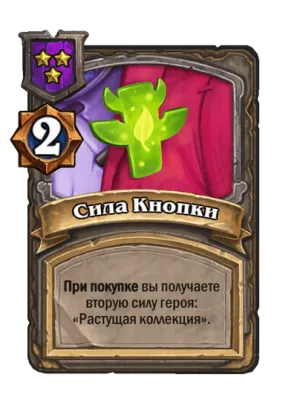 2
Сила Кнопки
При покупке вы получаете
вторую силу героя:
«Растущая коллекция».